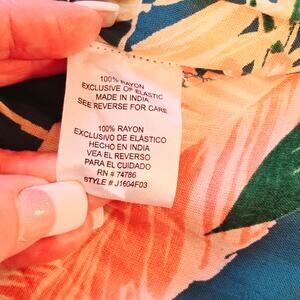 100% RAYON
EXCLUSIVE OF ELASTIC
MADE IN INDIA
SEE REVERSE FOR CARE
100% RAYON
EXCLUSIVO DE ELÁSTICO
HECHO EN INDIA
VEA EL REVERSO
PARA EL CUIDADO
RN # 74786
STYLE # J1604F03